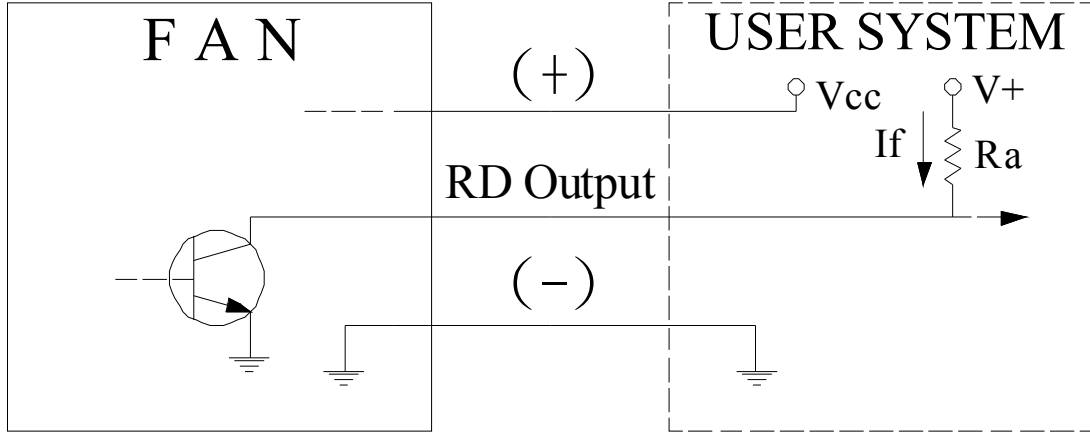 F A N
USER SYSTEM
(+)
Vcc
V+
If
Ra
RD Output
(-)